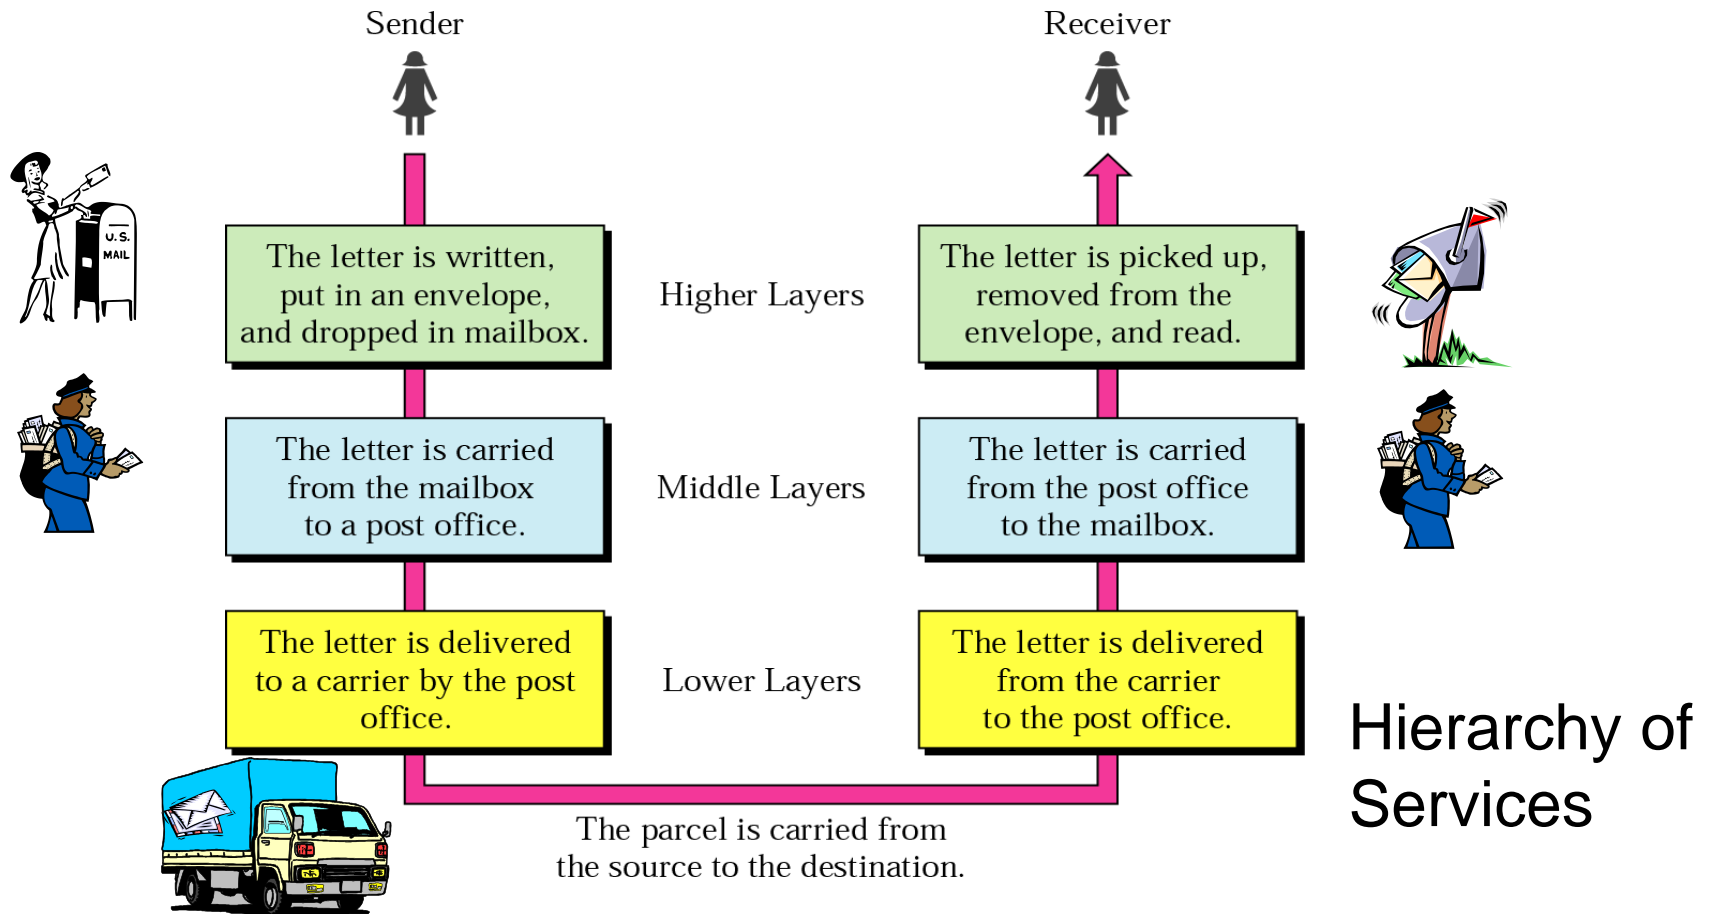 Sender
Receiver
U.S.
MAIL
The letter is written,
put in an envelope,
and dropped in mailbox.
Higher Layers
The letter is picked up,
removed from the
envelope, and read.
The letter is carried
from the mailbox
to a post office.
Middle Layers
The letter is carried
from the post office
to the mailbox.
The letter is delivered
to a carrier by the post
office.
Lower Layers
The letter is delivered
from the carrier
to the post office.
Hierarchy of
Services
The parcel is carried from
the source to the destination.